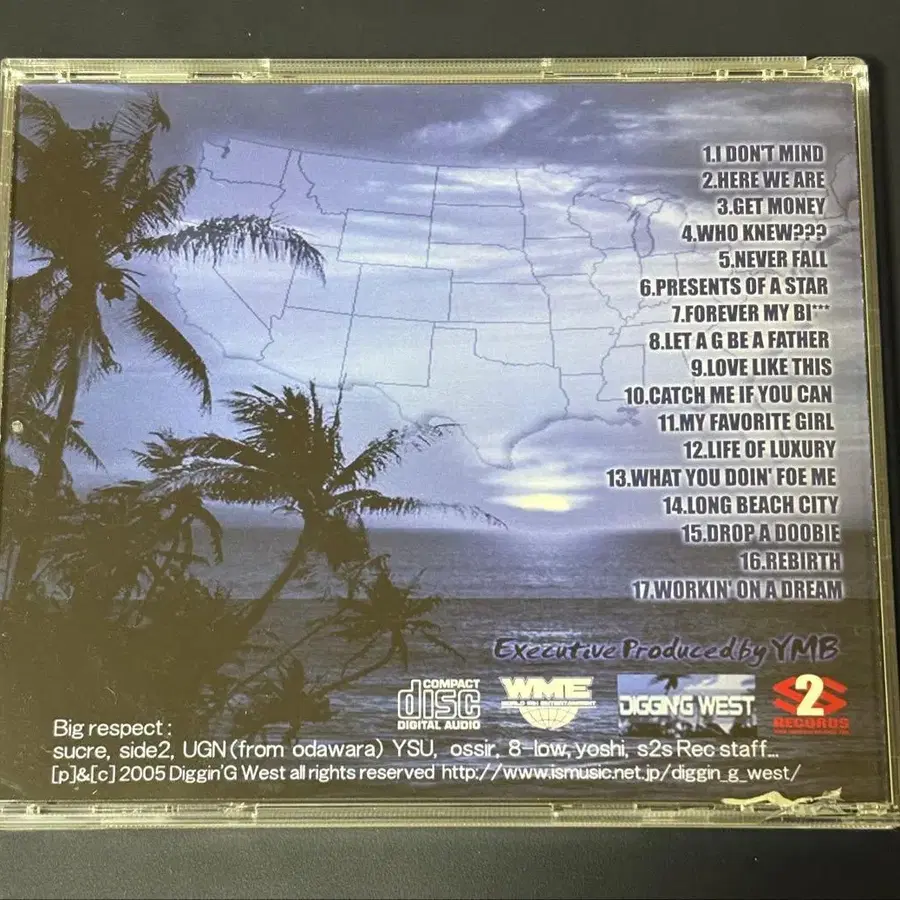 1.I DON'T MIND
2.HERE WE ARE
3.GET MONEY
4.WHO KNEW???
5.NEVER FALL
6.PRESENTS OF A STAR
7.FOREVER MY BI***
8.LET A G BE A FATHER
9.LOVE LIKE THIS
10.CATCH ME IF YOU CAN
11.MY FAVORITE GIRL
12.LIFE OF LUXURY
13.WHAT YOU DOIN' FOE ME
14.LONG BEACH CITY
15.DROP A DOOBIE
16.REBIRTH
17.WORKIN' ON A DREAM
Executive Produced by YMB
COMPACT
disc
DIGITAL AUDIO
WME
DIGGIN'G WEST
S2S
RECORDS
Big respect :
sucre, side2, UGN(from odawara) YSU, ossir, 8-low, yoshi, s2s Rec staff...
[p]&[c] 2005 Diggin'G West all rights reserved http://www.ismusic.net.jp/diggin_g_west/